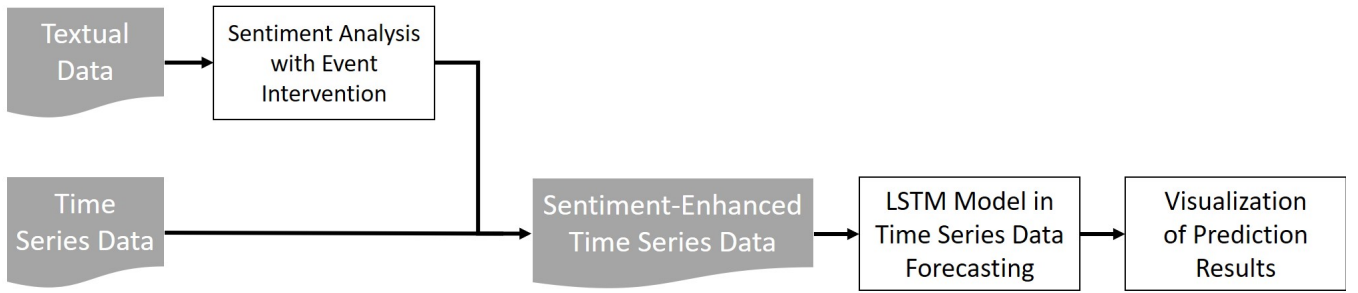 Textual
Data
Sentiment Analysis
with Event
Intervention
Time
Series Data
Sentiment-Enhanced
Time Series Data
LSTM Model in
Time Series Data
Forecasting
Visualization
of Prediction
Results